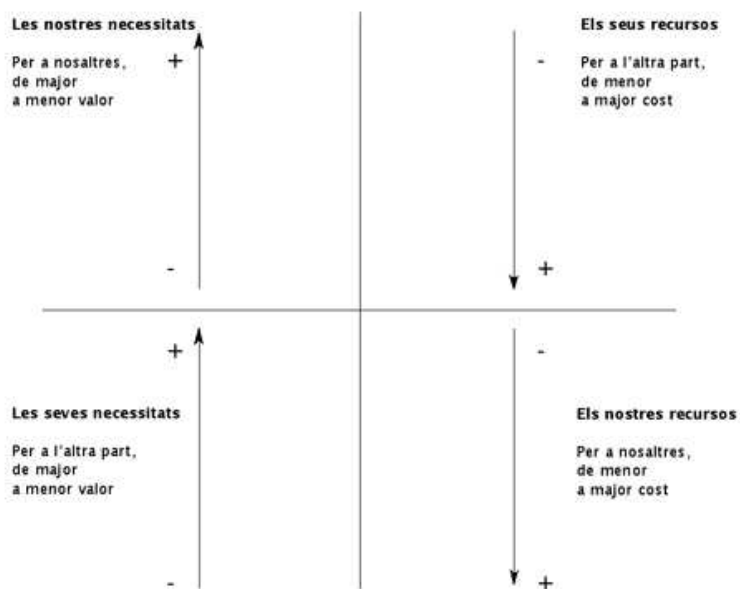 Les nostres necessitats
+
Per a nosaltres,
de major
a menor valor
-
Els seus recursos
-
Per a l'altra part,
de menor
a major cost
+
+
Les seves necessitats
Per a l'altra part,
de major
a menor valor
-
-
Els nostres recursos
Per a nosaltres,
de menor
a major cost
+